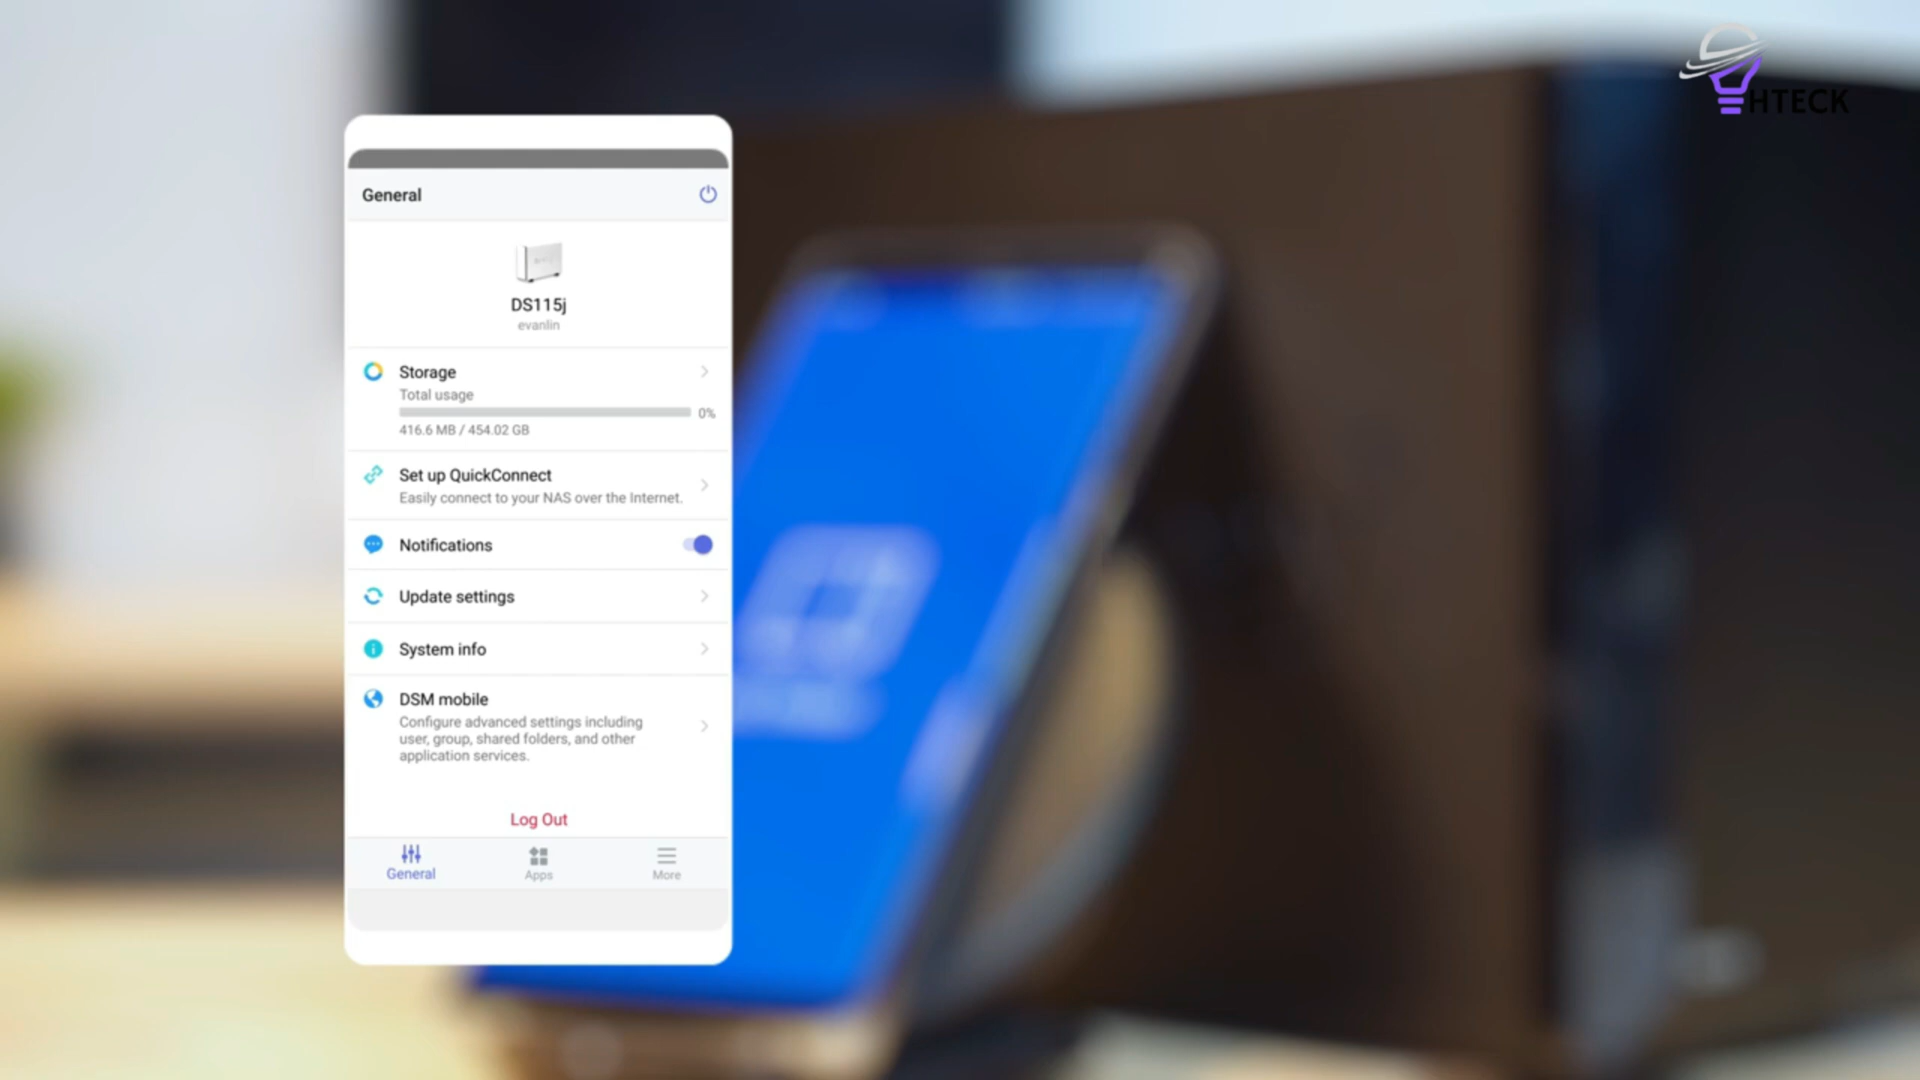 HTECK
General
DS115j
evanlin
Storage
Total usage
0%
416.6 MB / 454.02 GB
Set up QuickConnect
Easily connect to your NAS over the Internet.
Notifications
Update settings
System info
DSM mobile
Configure advanced settings including
user, group, shared folders, and other
application services.
Log Out
General
Apps
More